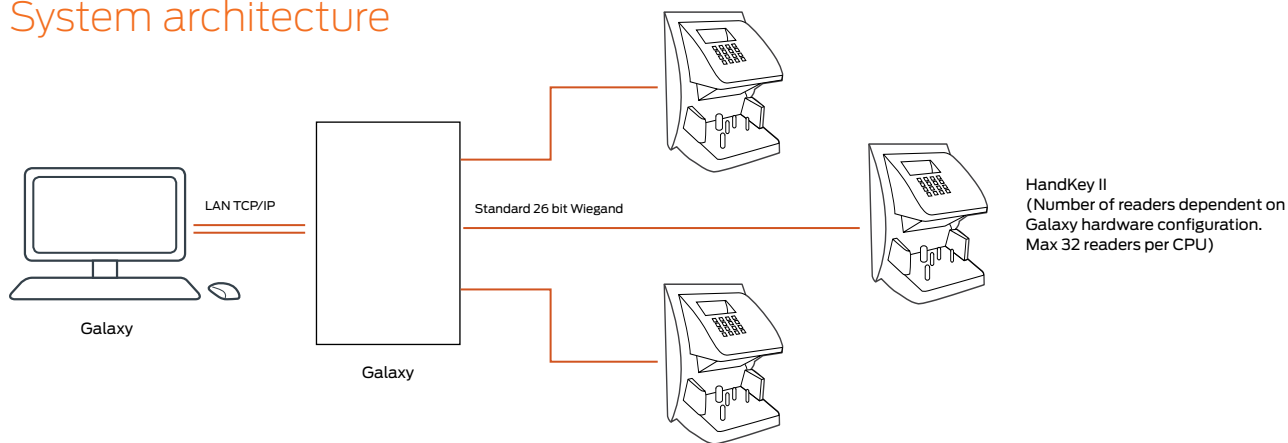 System architecture
LAN TCP/IP
Standard 26 bit Wiegand
HandKey II
(Number of readers dependent on
Galaxy hardware configuration.
Max 32 readers per CPU)
Galaxy
Galaxy